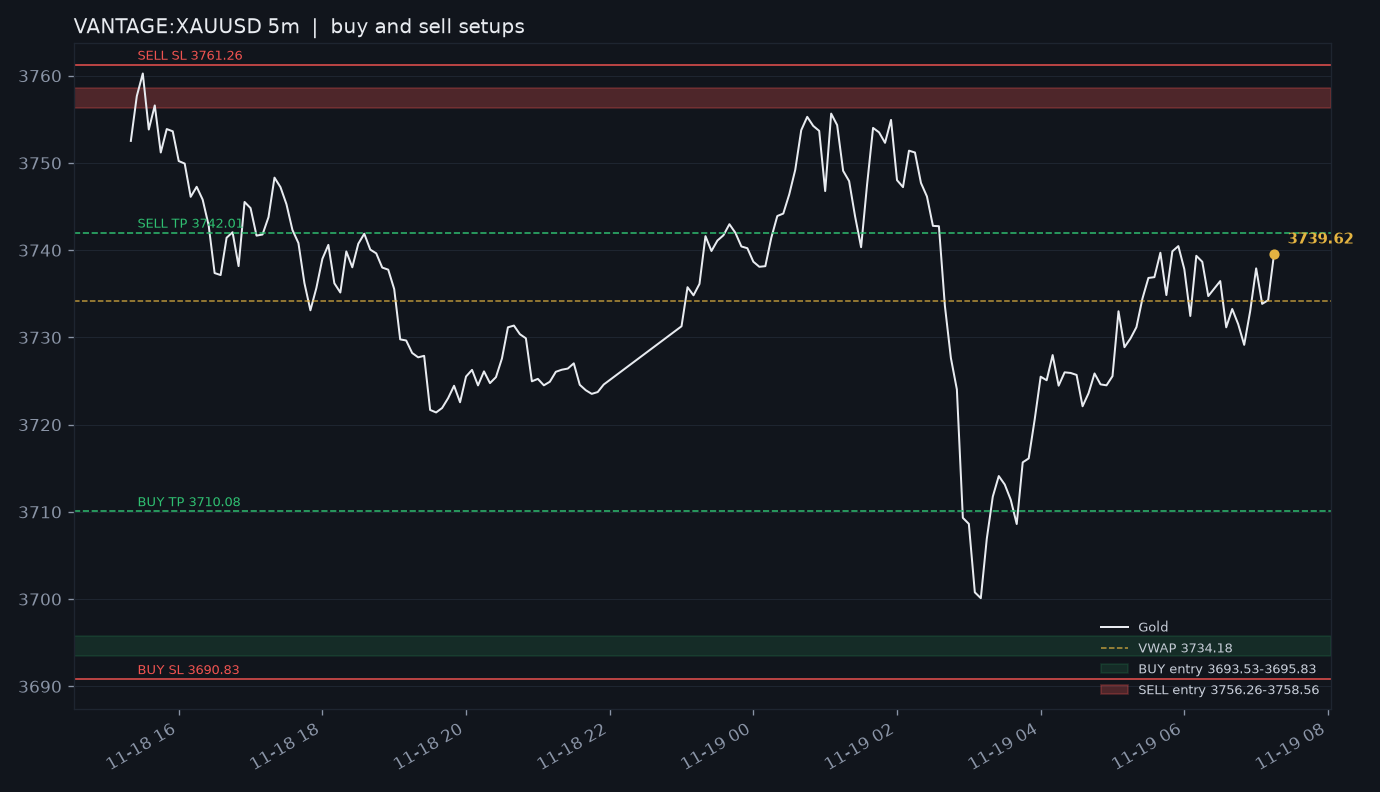 VANTAGE:XAUUSD 5m | buy and sell setups
SELL SL 3761.26
3760
3750
SELL TP 3742.01
3739.62
3740
3730
3720
BUY TP 3710.08
3710
3700
Gold
VWAP 3734.18
BUY SL 3690.83
BUY entry 3693.53-3695.83
3690
SELL entry 3756.26-3758.56
11-18 16
11-18 18
11-18 20
11-18 22
11-19 00
11-19 02
11-19 04
11-19 06
11-19 08